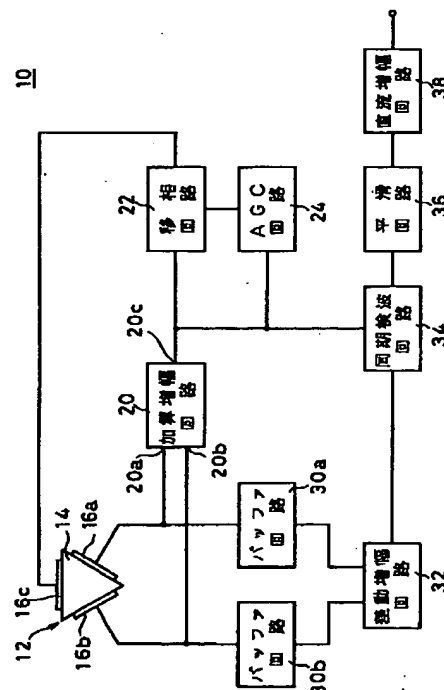 10
16c
14
16a
12
16b
20c
20
加算増幅
回路
20a
20b
22
移相
回路
AGC
回路
24
バッファ
回路
30a
バッファ
回路
30b
差動増幅
回路
32
同期検波
回路
34
平滑
回路
36
直流増幅
回路
38